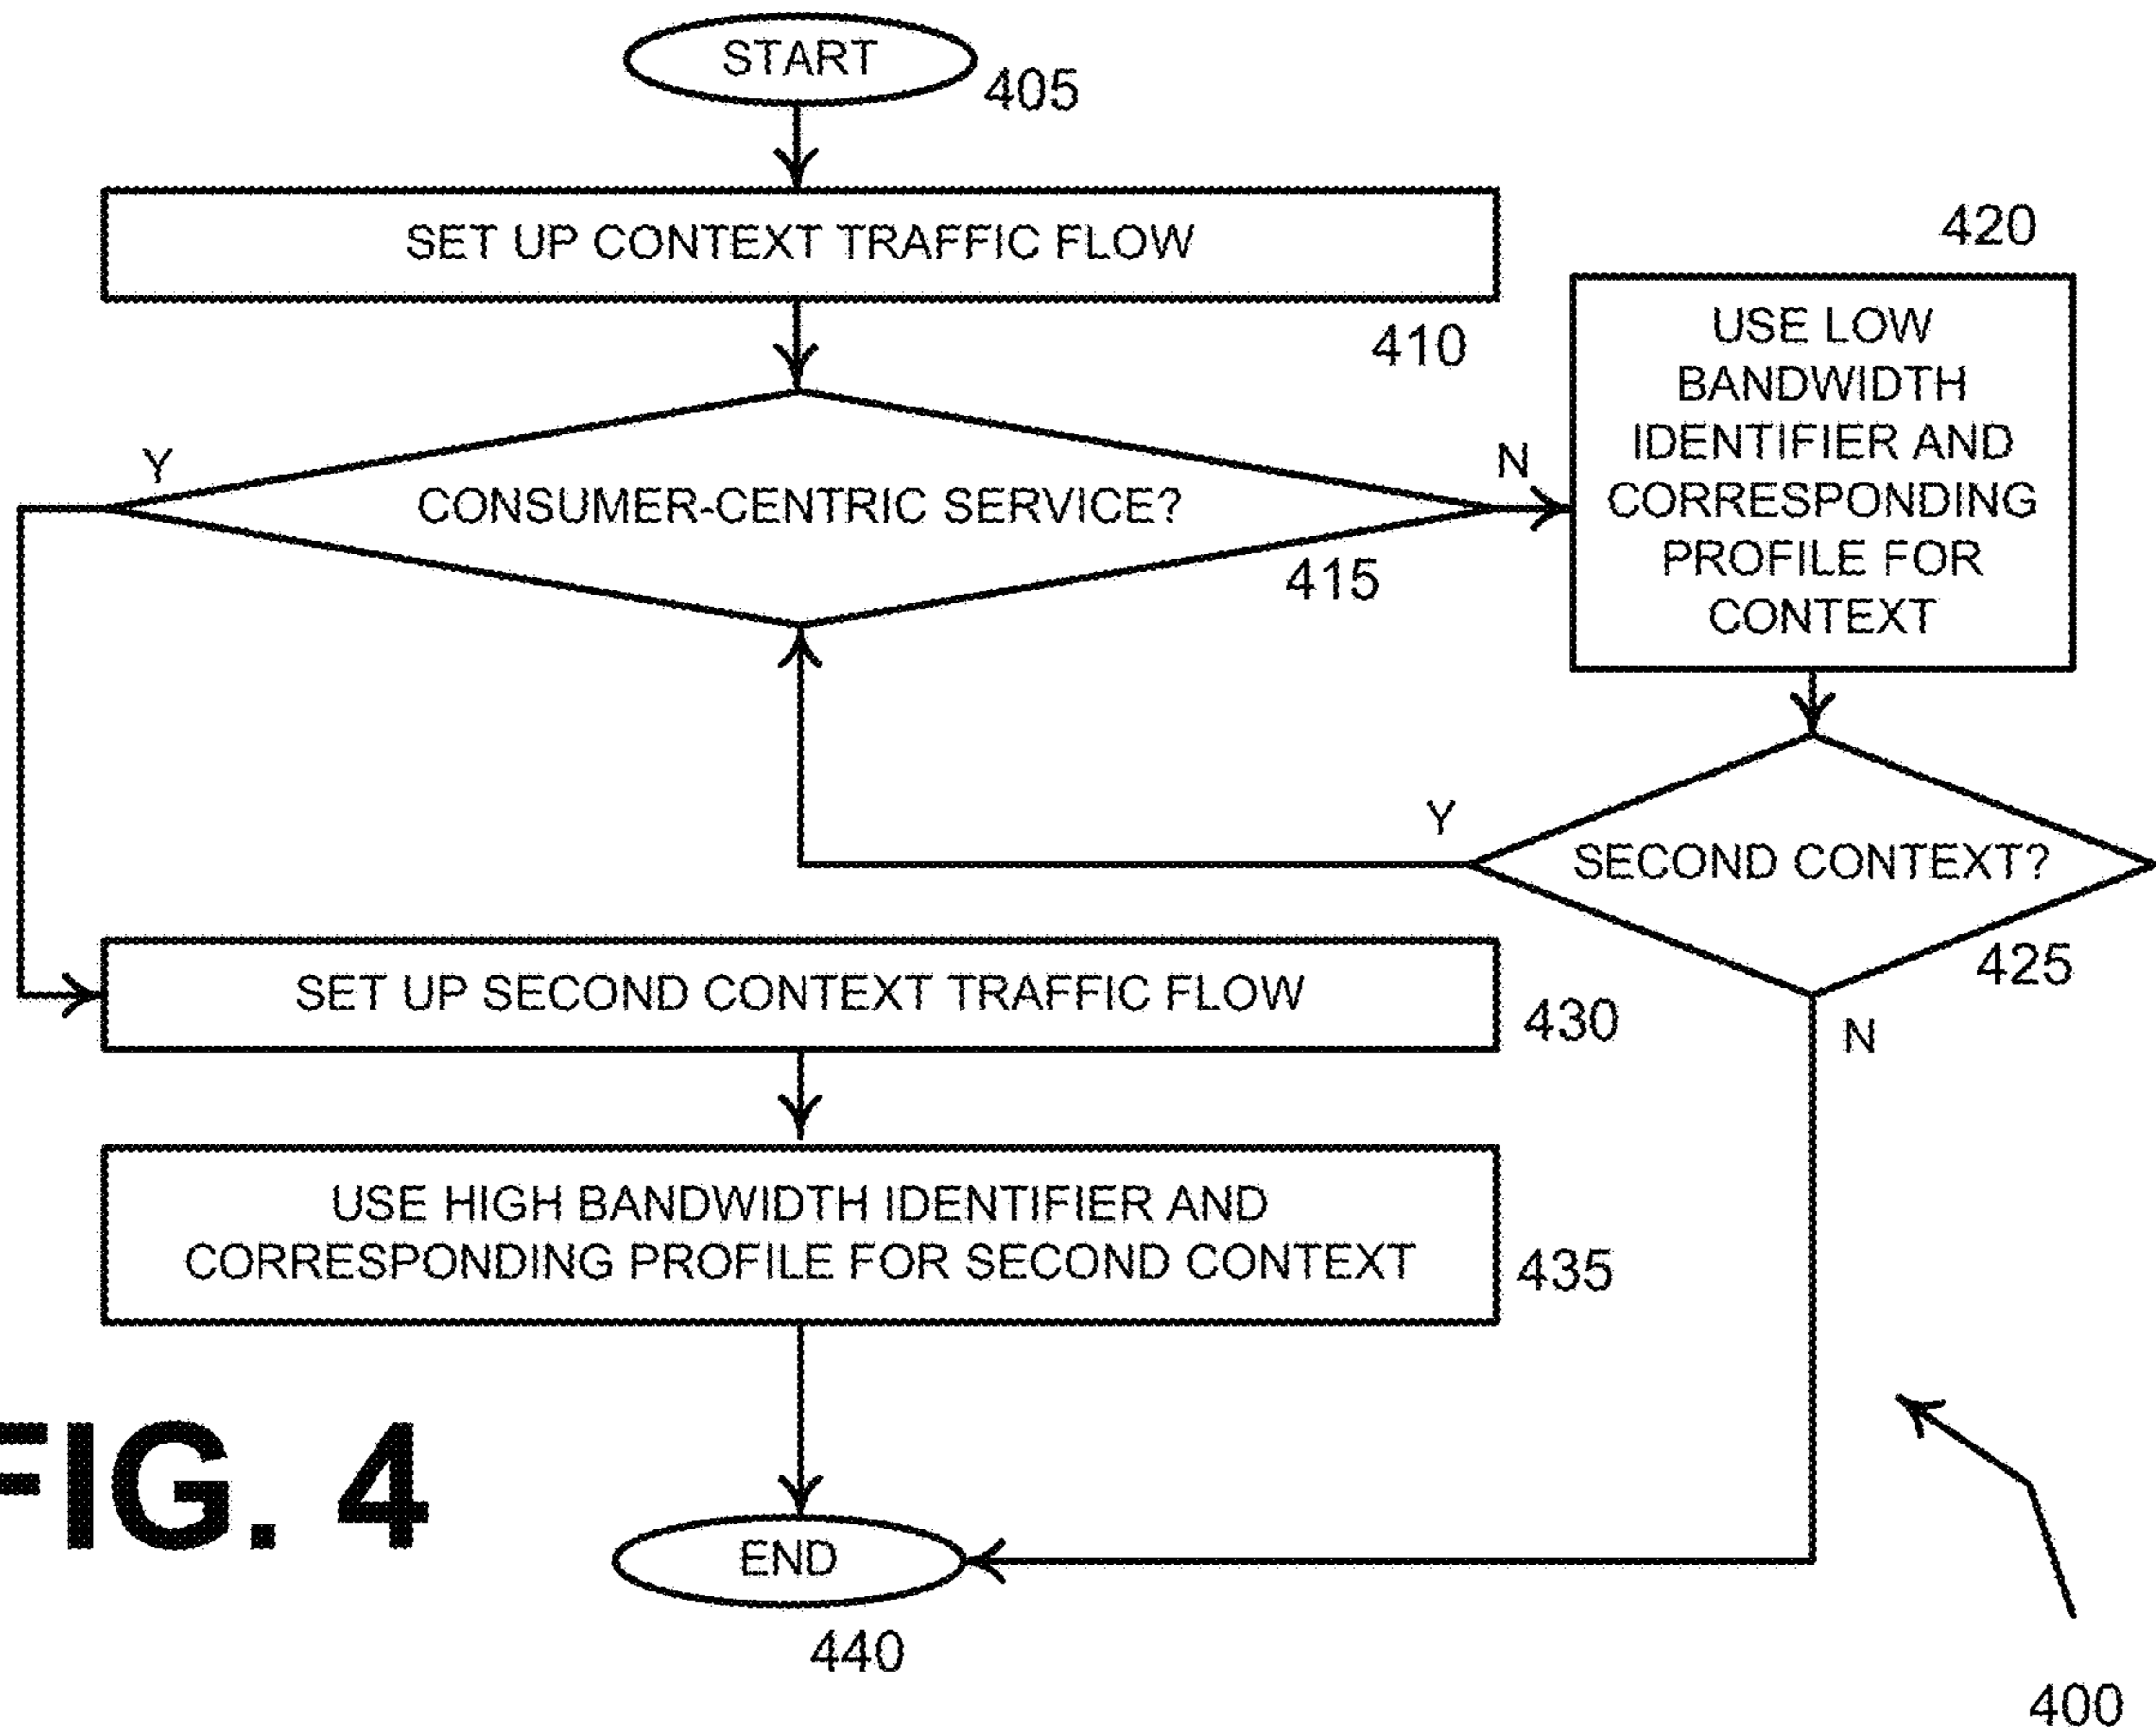 START
405
SET UP CONTEXT TRAFFIC FLOW
410
420
USE LOW
BANDWIDTH
IDENTIFIER AND
CORRESPONDING
PROFILE FOR
CONTEXT
Y
CONSUMER-CENTRIC SERVICE?
N
415
Y
SECOND CONTEXT?
425
N
SET UP SECOND CONTEXT TRAFFIC FLOW
430
USE HIGH BANDWIDTH IDENTIFIER AND
CORRESPONDING PROFILE FOR SECOND CONTEXT
435
FIG. 4
END
440
400